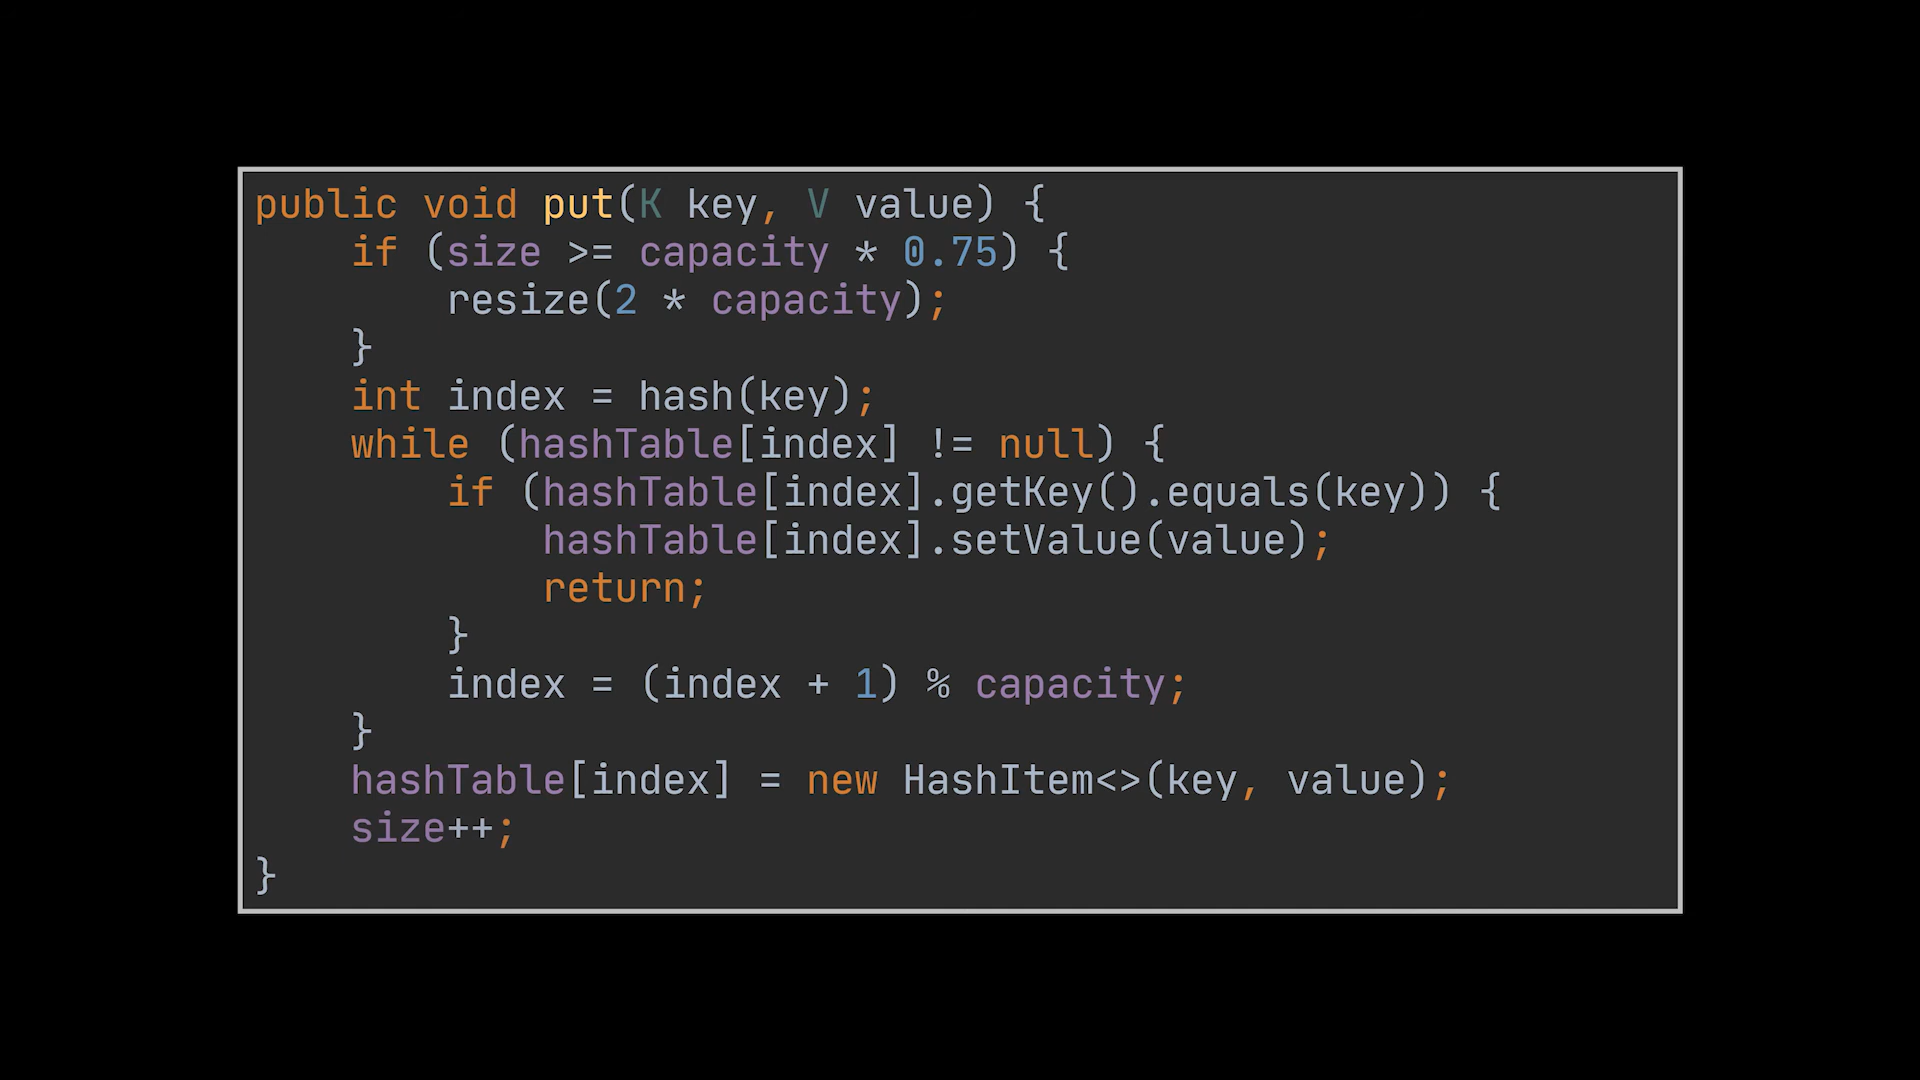 public void put(K key, V value) {
    if (size >= capacity * 0.75) {
        resize(2 * capacity);
    }
    int index = hash(key);
    while (hashTable[index] != null) {
        if (hashTable[index].getKey().equals(key)) {
            hashTable[index].setValue(value);
            return;
        }
        index = (index + 1) % capacity;
    }
    hashTable[index] = new HashItem<>(key, value);
    size++;
}